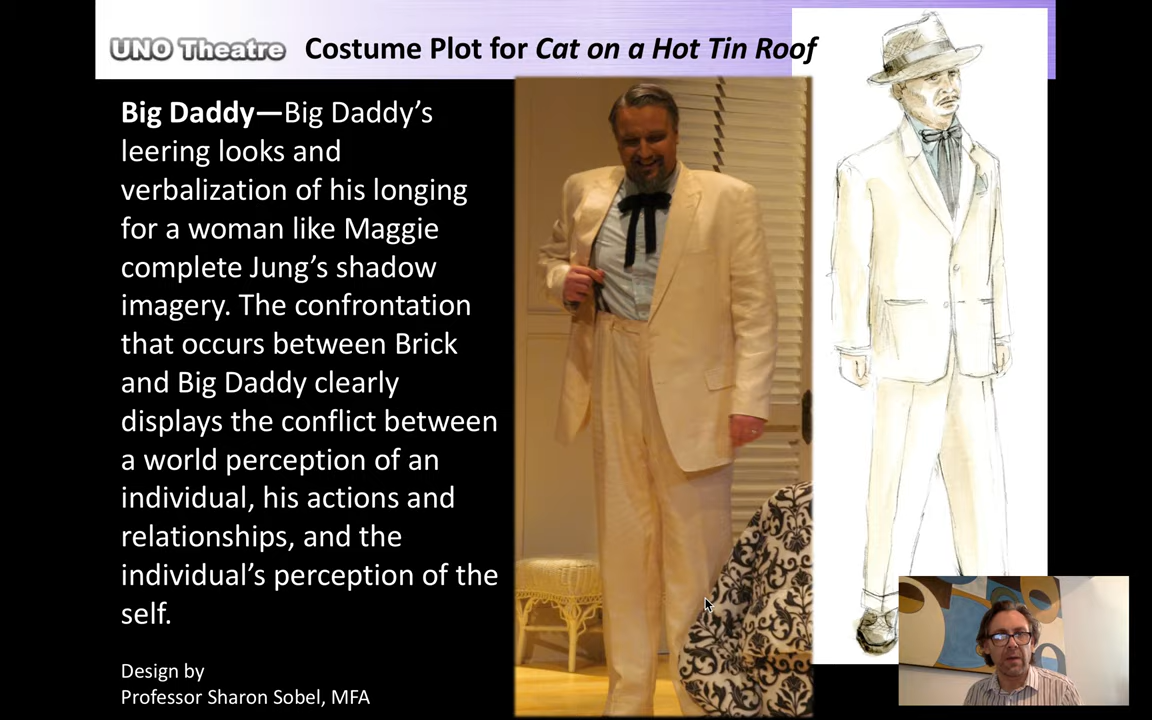 UNO Theatre Costume Plot for Cat on a Hot Tin Roof
Big Daddy—Big Daddy’s
leering looks and
verbalization of his longing
for a woman like Maggie
complete Jung’s shadow
imagery. The confrontation
that occurs between Brick
and Big Daddy clearly
displays the conflict between
a world perception of an
individual, his actions and
relationships, and the
individual’s perception of the
self.
Design by
Professor Sharon Sobel, MFA